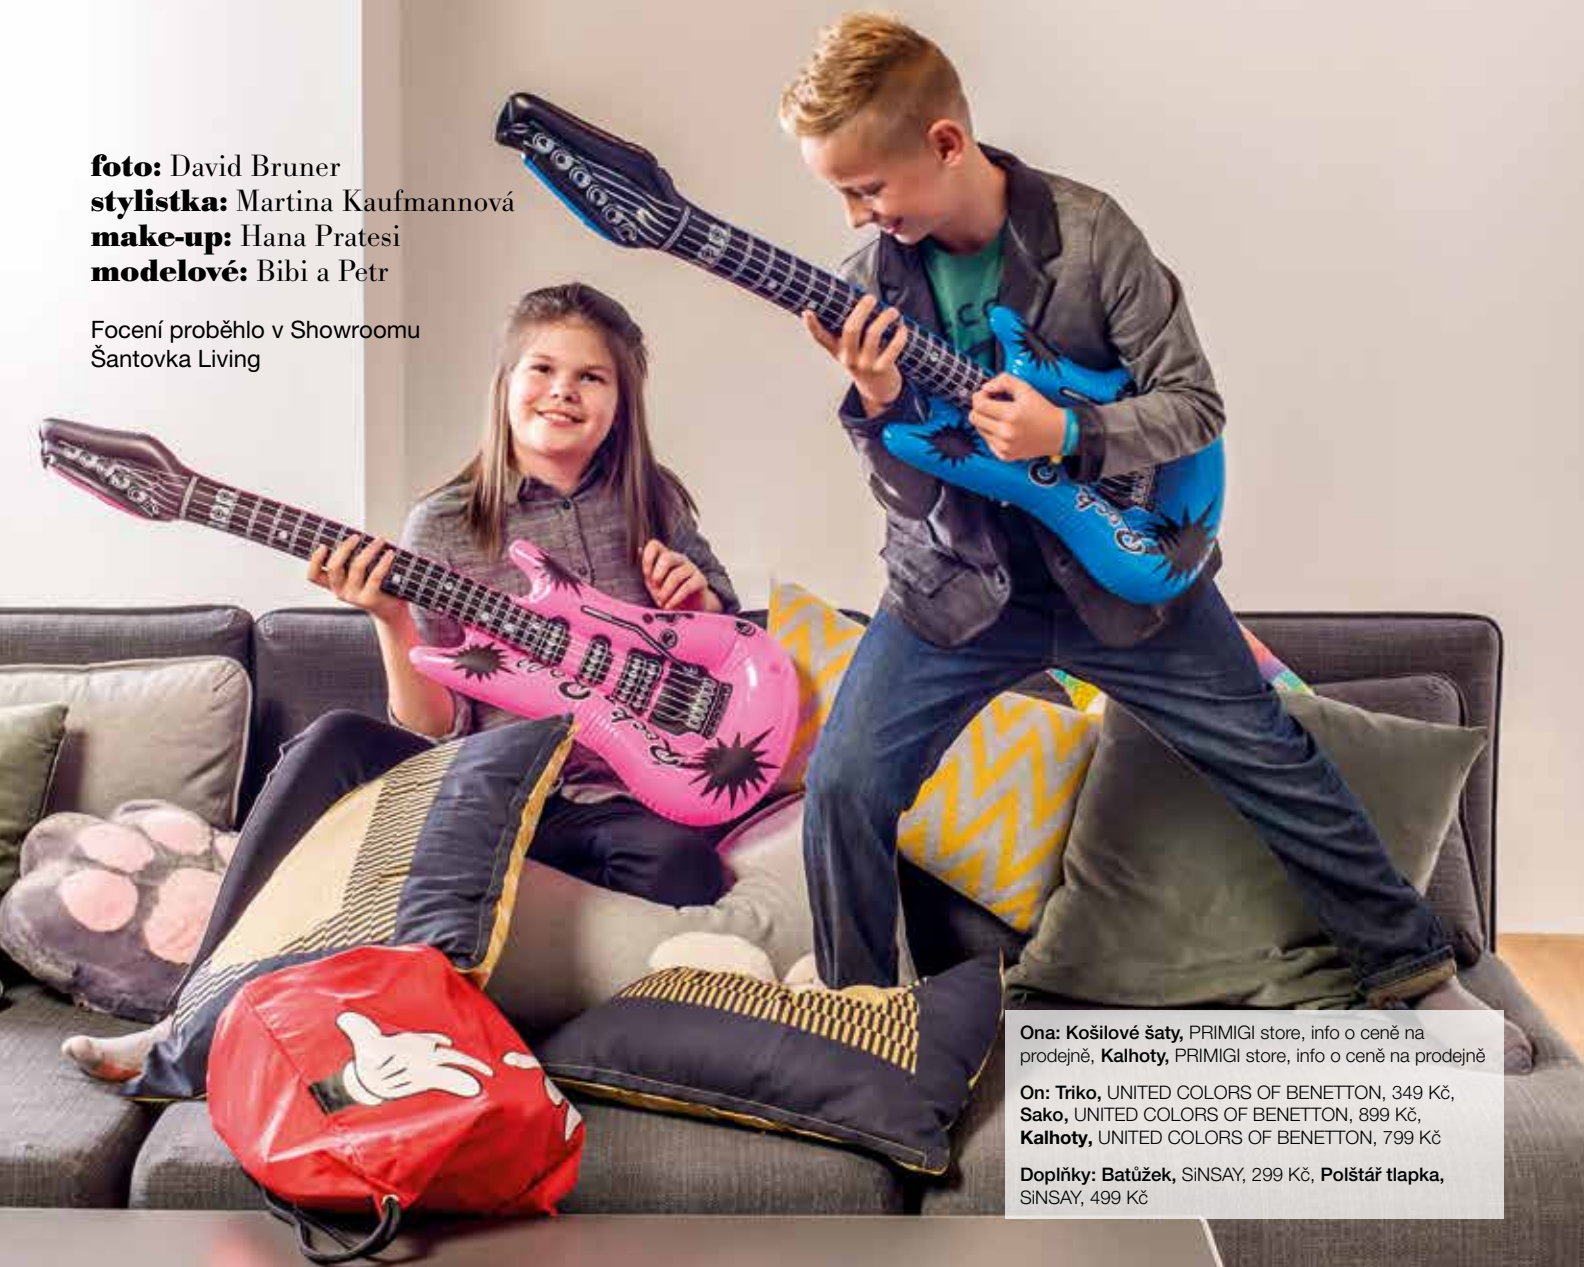 foto: David Bruner
stylistka: Martina Kaufmannová
make-up: Hana Pratesi
modelové: Bibi a Petr
Focení proběhlo v Showroomu
Šantovka Living
Rock
Rock
Ona: Košilové šaty, PRIMIGI store, info o ceně na
prodejně, Kalhoty, PRIMIGI store, info o ceně na prodejně
On: Triko, UNITED COLORS OF BENETTON, 349 Kč,
Sako, UNITED COLORS OF BENETTON, 899 Kč,
Kalhoty, UNITED COLORS OF BENETTON, 799 Kč
Doplňky: Batůžek, SiNSAY, 299 Kč, Polštář tlapka,
SiNSAY, 499 Kč